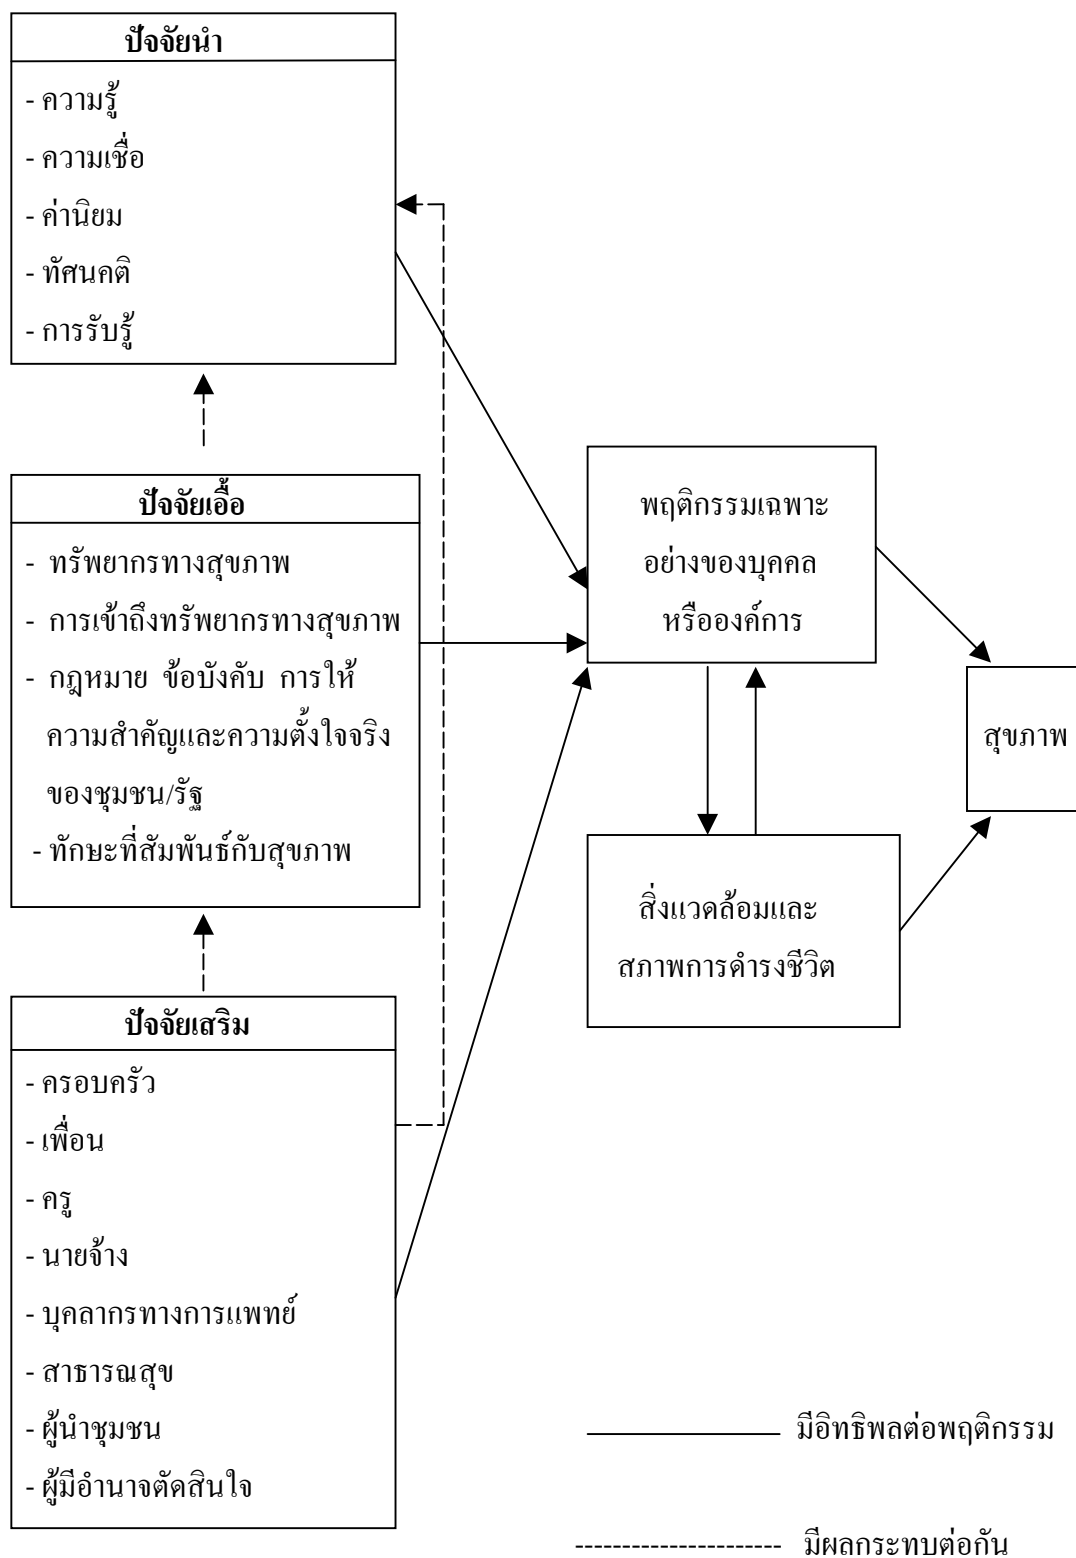 ปัจจัยนำ
- ความรู้
- ความเชื่อ
- ค่านิยม
- ทัศนคติ
- การรับรู้
ปัจจัยเอื้อ
- ทรัพยากรทางสุขภาพ
- การเข้าถึงทรัพยากรทางสุขภาพ
- กฎหมาย ข้อบังคับ การให้
ความสำคัญและความตั้งใจจริง
ของชุมชน/รัฐ
- ทักษะที่สัมพันธ์กับสุขภาพ
ปัจจัยเสริม
- ครอบครัว
- เพื่อน
- ครู
- นายจ้าง
- บุคลากรทางการแพทย์
- สาธารณสุข
- ผู้นำชุมชน
- ผู้มีอำนาจตัดสินใจ
พฤติกรรมเฉพาะ
อย่างของบุคคล
หรือองค์การ
สิ่งแวดล้อมและ
สภาพการดำรงชีวิต
สุขภาพ
มีอิทธิพลต่อพฤติกรรม
มีผลกระทบต่อกัน